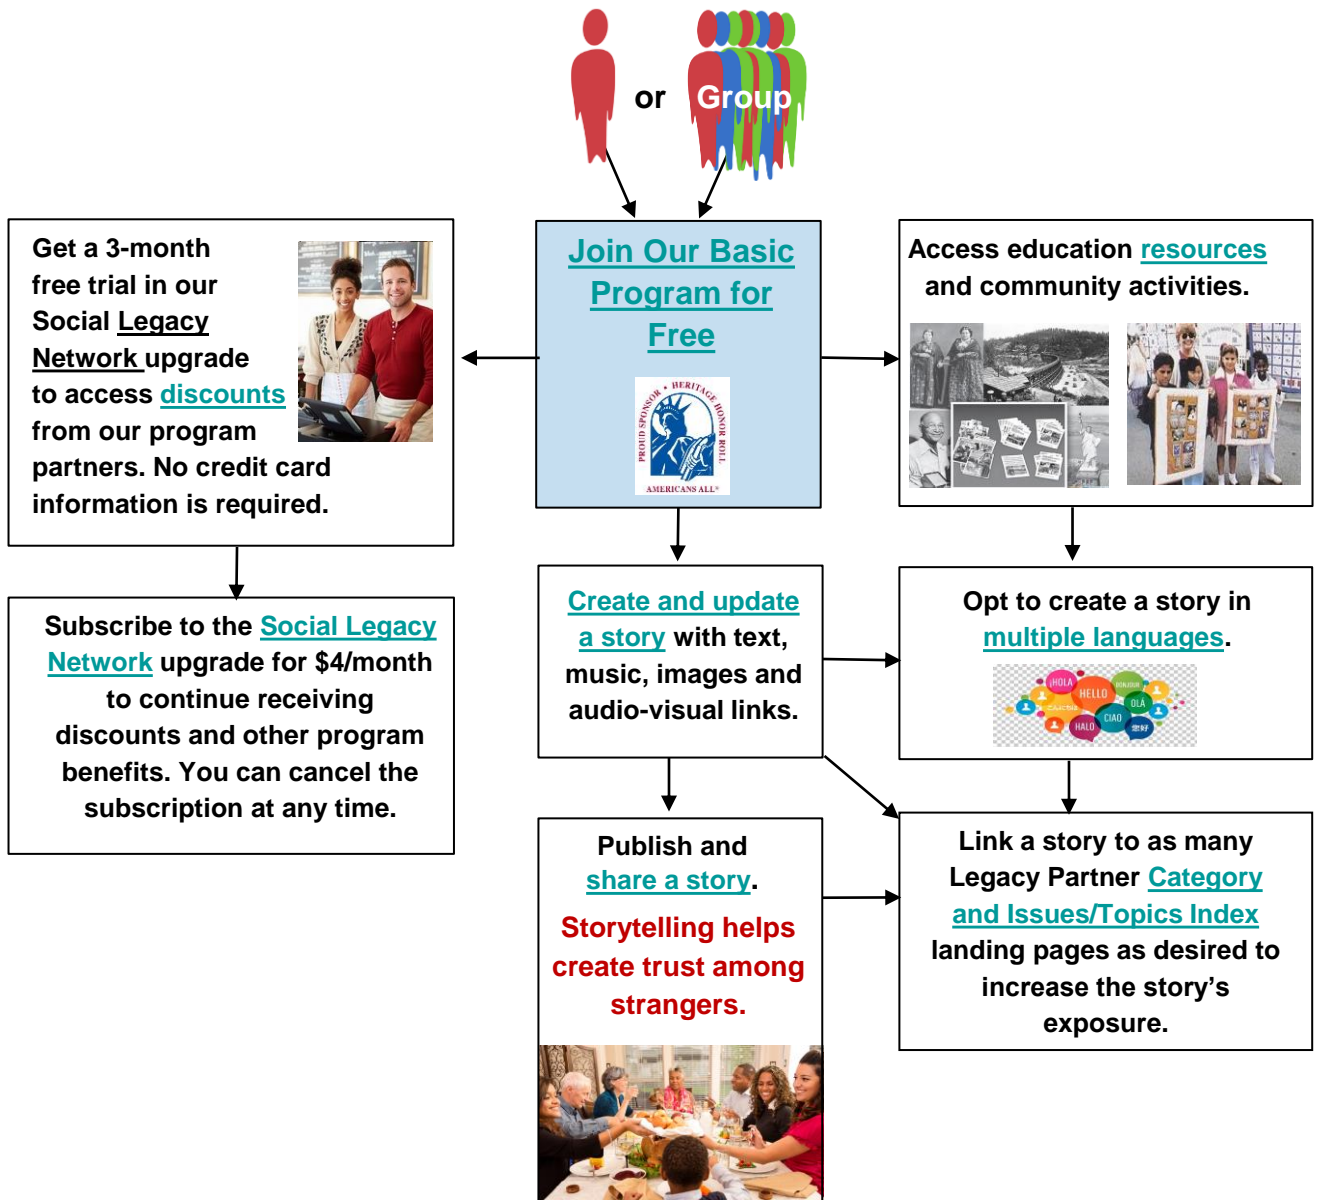 or
Group
Get a 3-month
free trial in our
Social Legacy
Network upgrade
to access discounts
from our program
partners. No credit card
information is required.
Join Our Basic
Program for
Free
PROUD SPONSOR • HERITAGE HONOR ROLL
AMERICANS ALL®
Access education resources
and community activities.
Subscribe to the Social Legacy
Network upgrade for $4/month
to continue receiving
discounts and other program
benefits. You can cancel the
subscription at any time.
Create and update
a story with text,
music, images and
audio-visual links.
Opt to create a story in
multiple languages.
¡HOLA
HELLO
BONJOUR
OLÁ
CIAO
HALO
您好
Publish and
share a story.
Storytelling helps
create trust among
strangers.
Link a story to as many
Legacy Partner Category
and Issues/Topics Index
landing pages as desired to
increase the story’s
exposure.